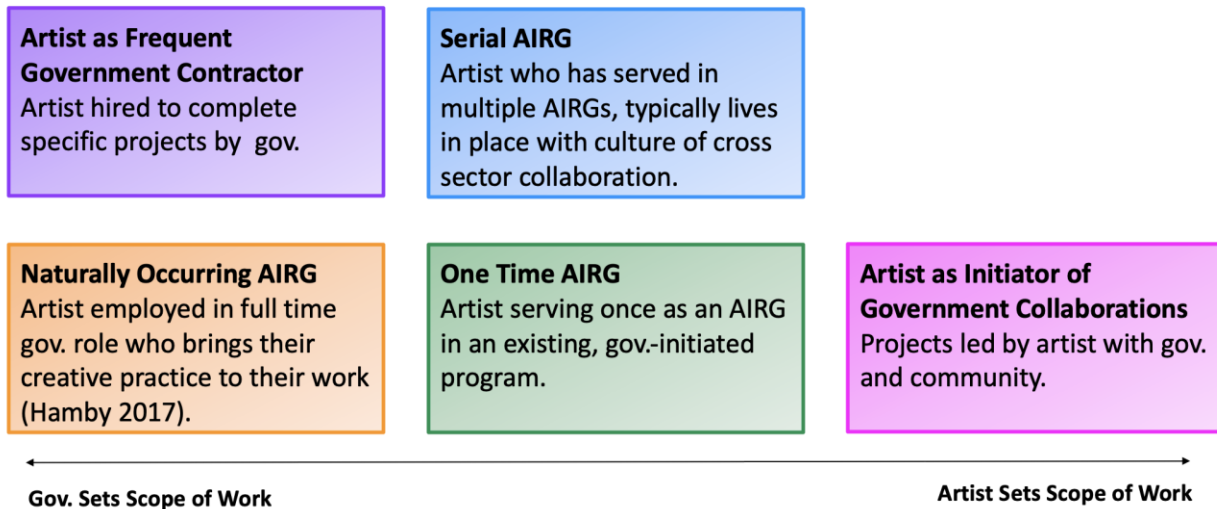 Artist as Frequent
Government Contractor
Artist hired to complete
specific projects by  gov.
Serial AIRG
Artist who has served in
multiple AIRGs, typically lives
in place with culture of cross
sector collaboration.
Naturally Occurring AIRG
Artist employed in full time
gov. role who brings their
creative practice to their work
(Hamby 2017).
One Time AIRG
Artist serving once as an AIRG
in an existing, gov.-initiated
program.
Artist as Initiator of
Government Collaborations
Projects led by artist with gov.
and community.
Gov. Sets Scope of Work
Artist Sets Scope of Work